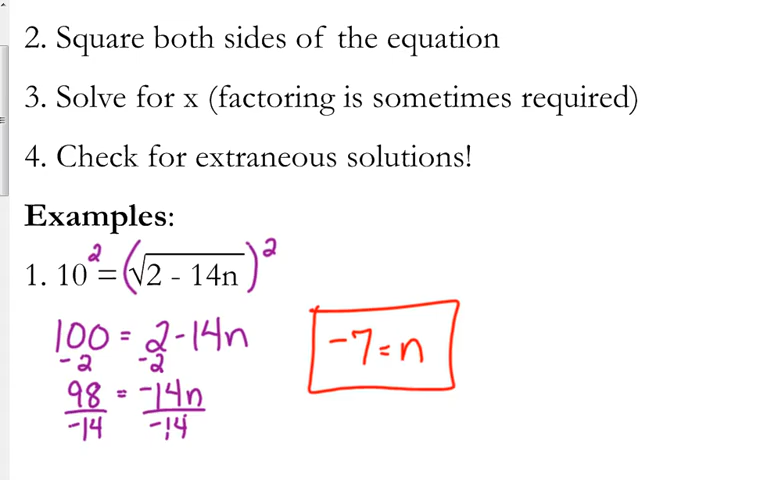 2. Square both sides of the equation
3. Solve for x (factoring is sometimes required)
4. Check for extraneous solutions!
Examples:
1. 10² = (√2 - 14n)²
100 = 2 - 14n
-2 -2
98 = -14n
-14 -14
-7 = n